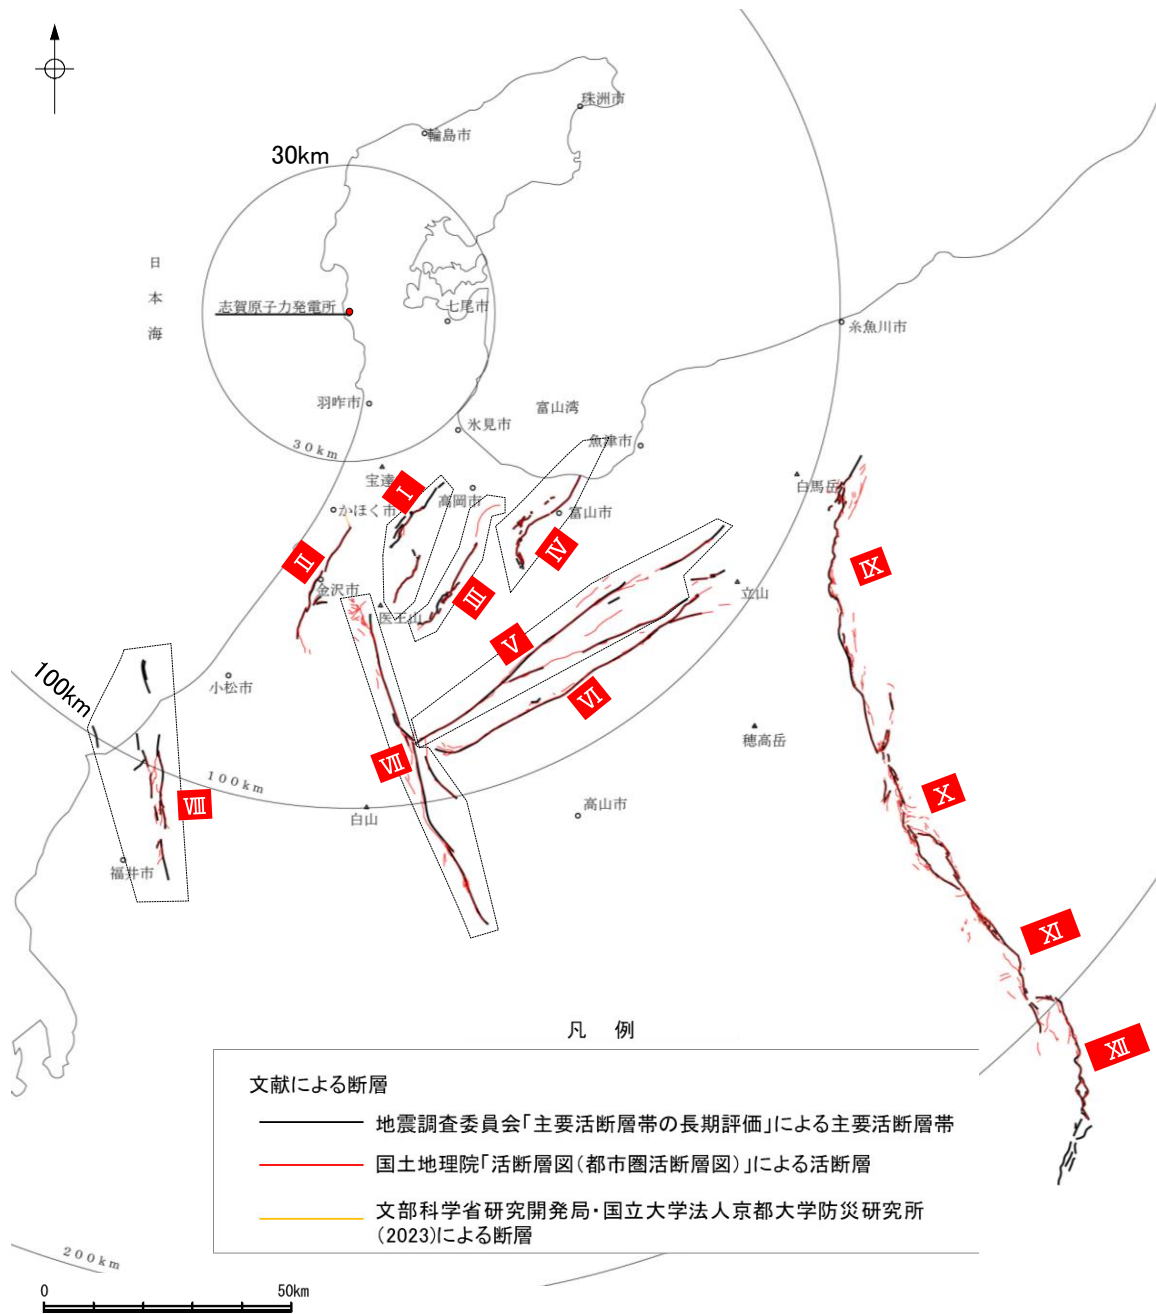 珠洲市
輪島市
30km
日
本
海
志賀原子力発電所
七尾市
糸魚川市
羽咋市
富山湾
氷見市
魚津市
30km
宝達
白馬岳
Ⅰ
高岡市
かほく市
富山市
Ⅳ
Ⅱ
Ⅸ
金沢市
Ⅲ
立山
医王山
Ⅴ
100km
小松市
Ⅵ
穂高岳
Ⅶ
100km
Ⅹ
Ⅷ
白山
高山市
福井市
Ⅺ
凡 例
Ⅻ
文献による断層
地震調査委員会「主要活断層帯の長期評価」による主要活断層帯
国土地理院「活断層図(都市圏活断層図)」による活断層
文部科学省研究開発局・国立大学法人京都大学防災研究所
(2023)による断層
200km
0 50km